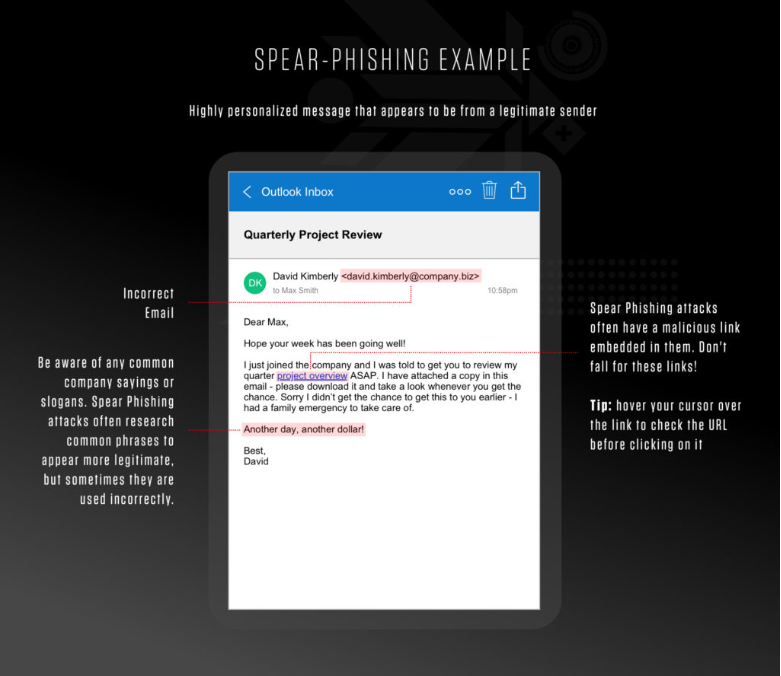 SPEAR-PHISHING EXAMPLE
Highly personalized message that appears to be from a legitimate sender
Outlook Inbox
Quarterly Project Review
DK
David Kimberly <david.kimberly@company.biz>
to Max Smith
10:58pm
Dear Max,
Hope your week has been going well!
I just joined the company and I was told to get you to review my
quarter project overview ASAP. I have attached a copy in this
email - please download it and take a look whenever you get the
chance. Sorry I didn't get the chance to get this to you earlier - I
had a family emergency to take care of.
Another day, another dollar!
Best,
David
Incorrect
Email
Be aware of any common
company sayings or
slogans. Spear Phishing
attacks often research
common phrases to
appear more legitimate,
but sometimes they are
used incorrectly.
Spear Phishing attacks
often have a malicious link
embedded in them. Don't
fall for these links!
Tip: hover your cursor over
the link to check the URL
before clicking on it